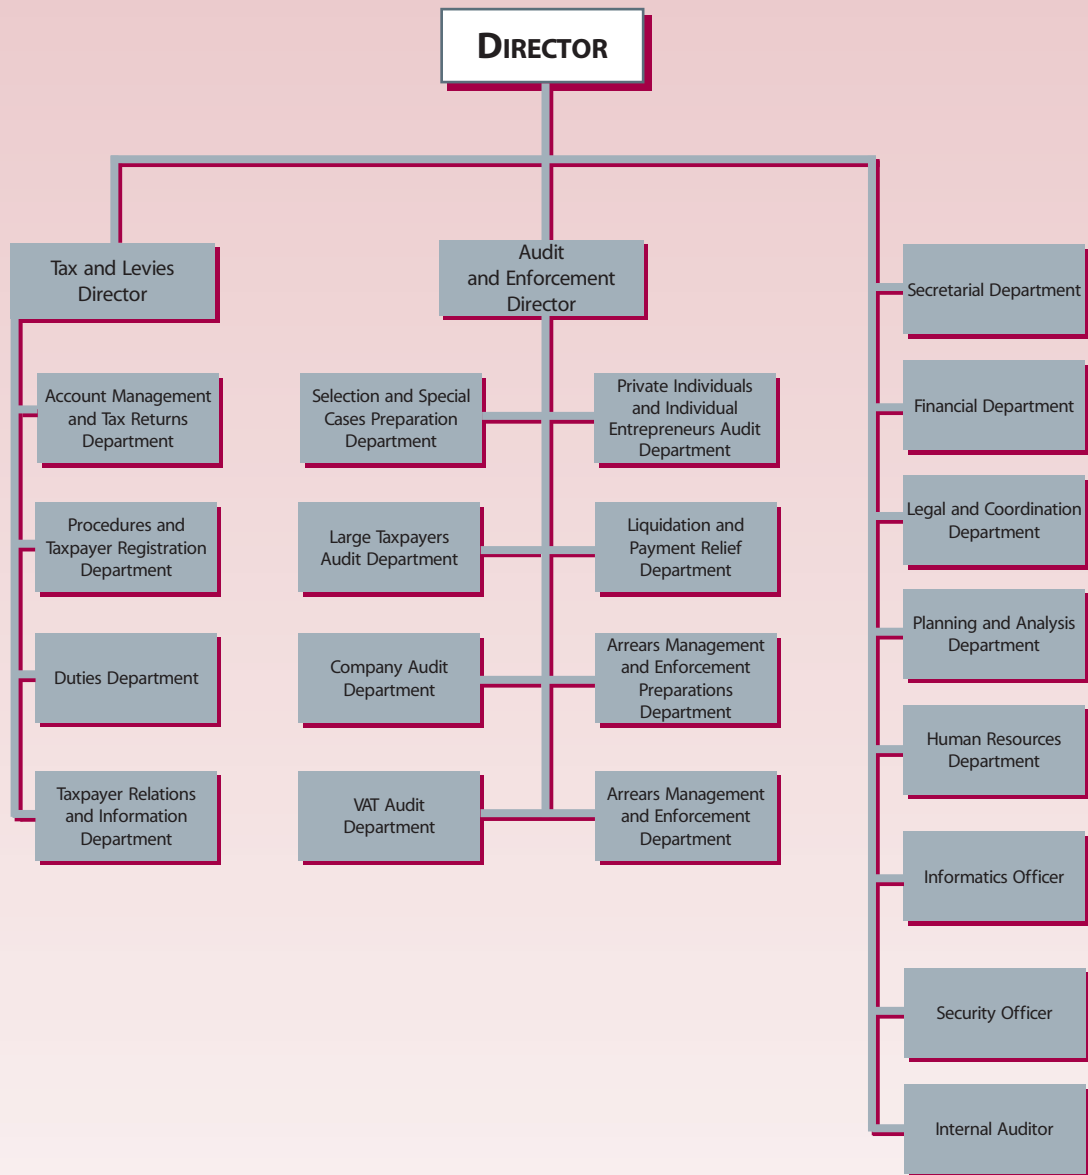 DIRECTOR
Tax and Levies
Director
Account Management
and Tax Returns
Department
Procedures and
Taxpayer Registration
Department
Duties Department
Taxpayer Relations
and Information
Department
Audit
and Enforcement
Director
Selection and Special
Cases Preparation
Department
Large Taxpayers
Audit Department
Company Audit
Department
VAT Audit
Department
Private Individuals
and Individual
Entrepreneurs Audit
Department
Liquidation and
Payment Relief
Department
Arrears Management
and Enforcement
Preparations
Department
Arrears Management
and Enforcement
Department
Secretarial Department
Financial Department
Legal and Coordination
Department
Planning and Analysis
Department
Human Resources
Department
Informatics Officer
Security Officer
Internal Auditor